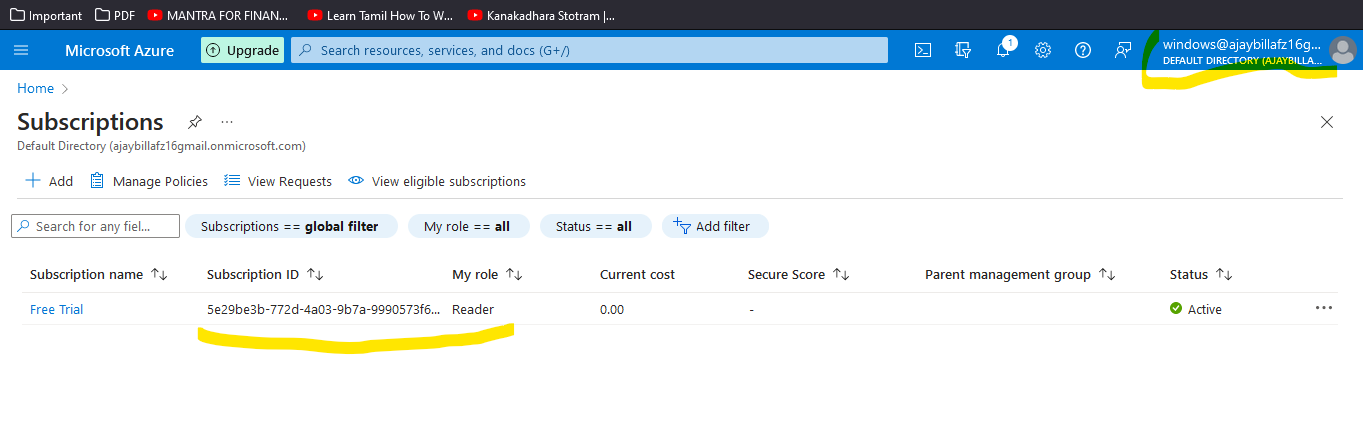 Important PDF MANTRA FOR FINAN... Learn Tamil How To W... Kanakadhara Stotram |...
Microsoft Azure Upgrade Search resources, services, and docs (G+/) 1 windows@ajaybillafz16g...
DEFAULT DIRECTORY (AJAYBILLA...
Home >
Subscriptions ...
Default Directory (ajaybillafz16gmail.onmicrosoft.com)
+ Add Manage Policies View Requests View eligible subscriptions
Search for any fiel... Subscriptions == global filter My role == all Status == all Add filter
Subscription name ↑↓ Subscription ID ↑↓ My role ↑↓ Current cost Secure Score ↑↓ Parent management group ↑↓ Status ↑↓
Free Trial 5e29be3b-772d-4a03-9b7a-9990573f6... Reader 0.00 - Active ...